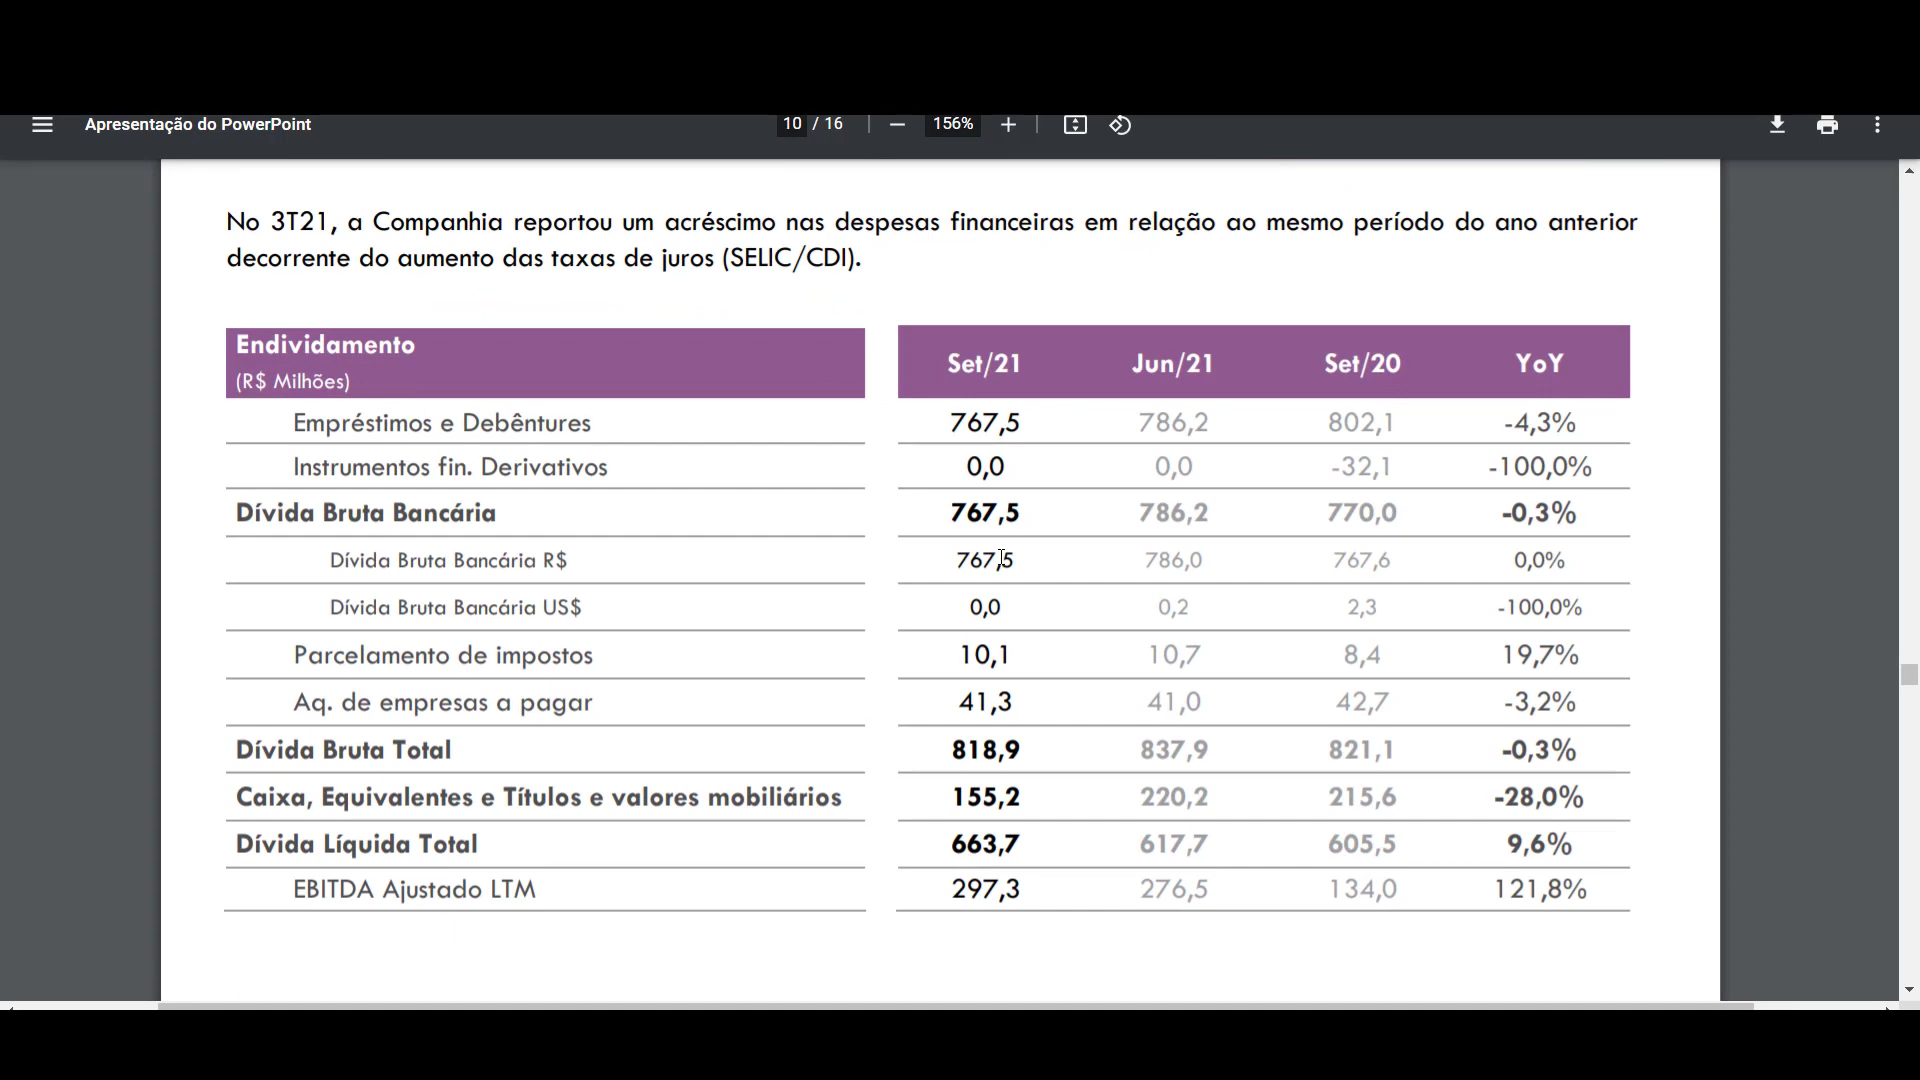 Apresentação do PowerPoint
10 / 16
156%
No 3T21, a Companhia reportou um acréscimo nas despesas financeiras em relação ao mesmo período do ano anterior
decorrente do aumento das taxas de juros (SELIC/CDI).
Endividamento
(R$ Milhões)
Set/21 Jun/21 Set/20 YoY
Empréstimos e Debêntures 767,5 786,2 802,1 -4,3%
Instrumentos fin. Derivativos 0,0 0,0 -32,1 -100,0%
Dívida Bruta Bancária 767,5 786,2 770,0 -0,3%
Dívida Bruta Bancária R$ 767,5 786,0 767,6 0,0%
Dívida Bruta Bancária US$ 0,0 0,2 2,3 -100,0%
Parcelamento de impostos 10,1 10,7 8,4 19,7%
Aq. de empresas a pagar 41,3 41,0 42,7 -3,2%
Dívida Bruta Total 818,9 837,9 821,1 -0,3%
Caixa, Equivalentes e Títulos e valores mobiliários 155,2 220,2 215,6 -28,0%
Dívida Líquida Total 663,7 617,7 605,5 9,6%
EBITDA Ajustado LTM 297,3 276,5 134,0 121,8%